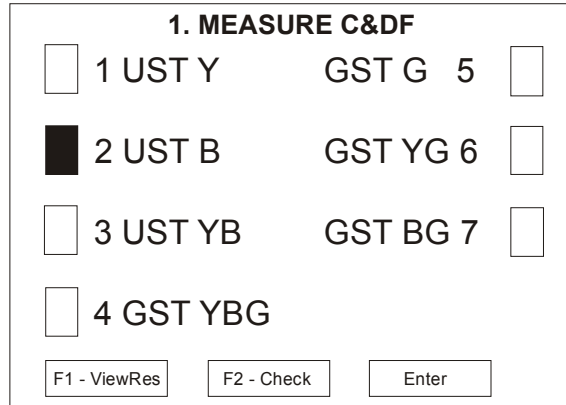 1. MEASURE C&DF
1 UST Y GST G 5
2 UST B GST YG 6
3 UST YB GST BG 7
4 GST YBG
F1 - ViewRes F2 - Check Enter